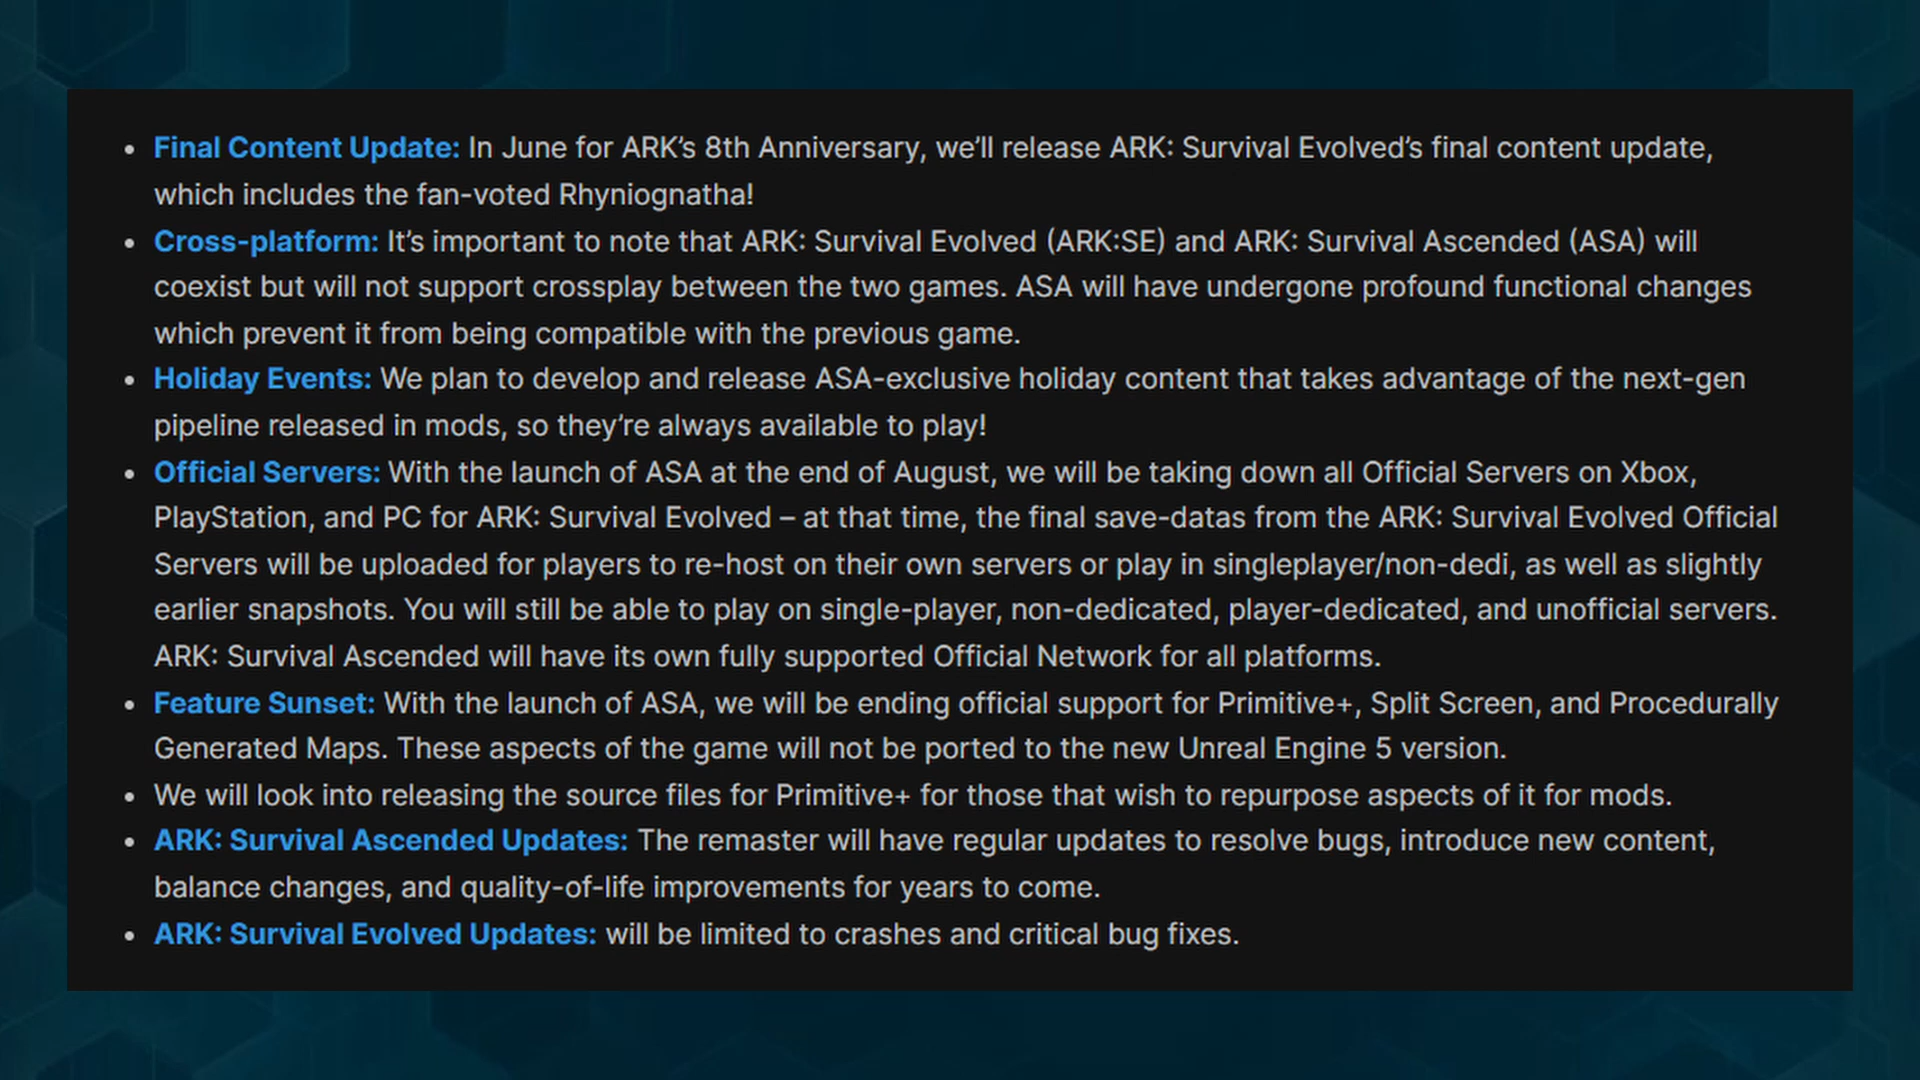 • Final Content Update: In June for ARK’s 8th Anniversary, we’ll release ARK: Survival Evolved’s final content update,
which includes the fan-voted Rhyniognatha!
• Cross-platform: It’s important to note that ARK: Survival Evolved (ARK:SE) and ARK: Survival Ascended (ASA) will
coexist but will not support crossplay between the two games. ASA will have undergone profound functional changes
which prevent it from being compatible with the previous game.
• Holiday Events: We plan to develop and release ASA-exclusive holiday content that takes advantage of the next-gen
pipeline released in mods, so they’re always available to play!
• Official Servers: With the launch of ASA at the end of August, we will be taking down all Official Servers on Xbox,
PlayStation, and PC for ARK: Survival Evolved – at that time, the final save-datas from the ARK: Survival Evolved Official
Servers will be uploaded for players to re-host on their own servers or play in singleplayer/non-dedi, as well as slightly
earlier snapshots. You will still be able to play on single-player, non-dedicated, player-dedicated, and unofficial servers.
ARK: Survival Ascended will have its own fully supported Official Network for all platforms.
• Feature Sunset: With the launch of ASA, we will be ending official support for Primitive+, Split Screen, and Procedurally
Generated Maps. These aspects of the game will not be ported to the new Unreal Engine 5 version.
• We will look into releasing the source files for Primitive+ for those that wish to repurpose aspects of it for mods.
• ARK: Survival Ascended Updates: The remaster will have regular updates to resolve bugs, introduce new content,
balance changes, and quality-of-life improvements for years to come.
• ARK: Survival Evolved Updates: will be limited to crashes and critical bug fixes.